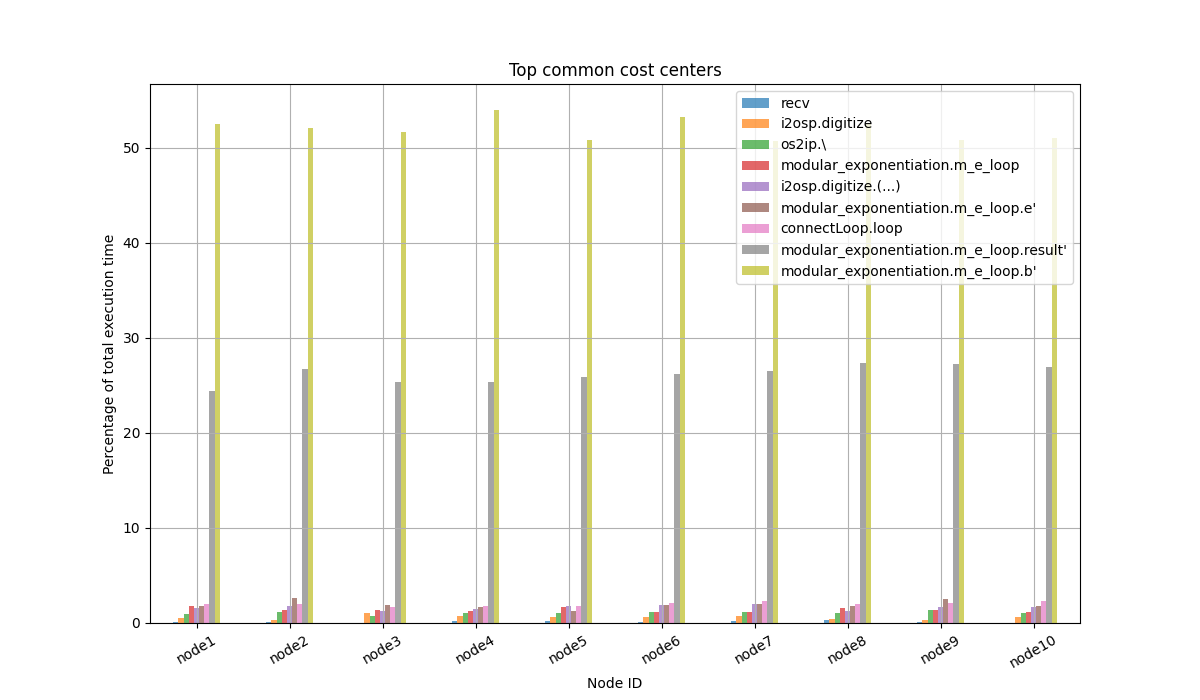 Top common cost centers
recv
i2osp.digitize
os2ip.\
modular_exponentiation.m_e_loop
i2osp.digitize.(...)
modular_exponentiation.m_e_loop.e'
connectLoop.loop
modular_exponentiation.m_e_loop.result'
modular_exponentiation.m_e_loop.b'
Percentage of total execution time
50
40
30
20
10
0
node1
node2
node3
node4
node5
node6
node7
node8
node9
node10
Node ID